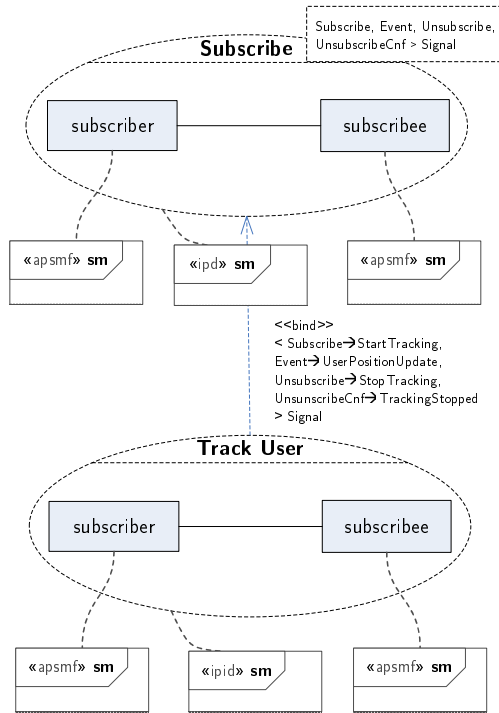 Subscribe, Event, Unsubscribe,
UnsubscribeCnf > Signal
Subscribe
subscriber
subscribee
«apsmf» sm
«ipd» sm
«apsmf» sm
<<bind>>
< Subscribe→StartTracking,
Event→UserPositionUpdate,
Unsubscribe→StopTracking,
UnsunscribeCnf→TrackingStopped
> Signal
Track User
subscriber
subscribee
«apsmf» sm
«ipid» sm
«apsmf» sm